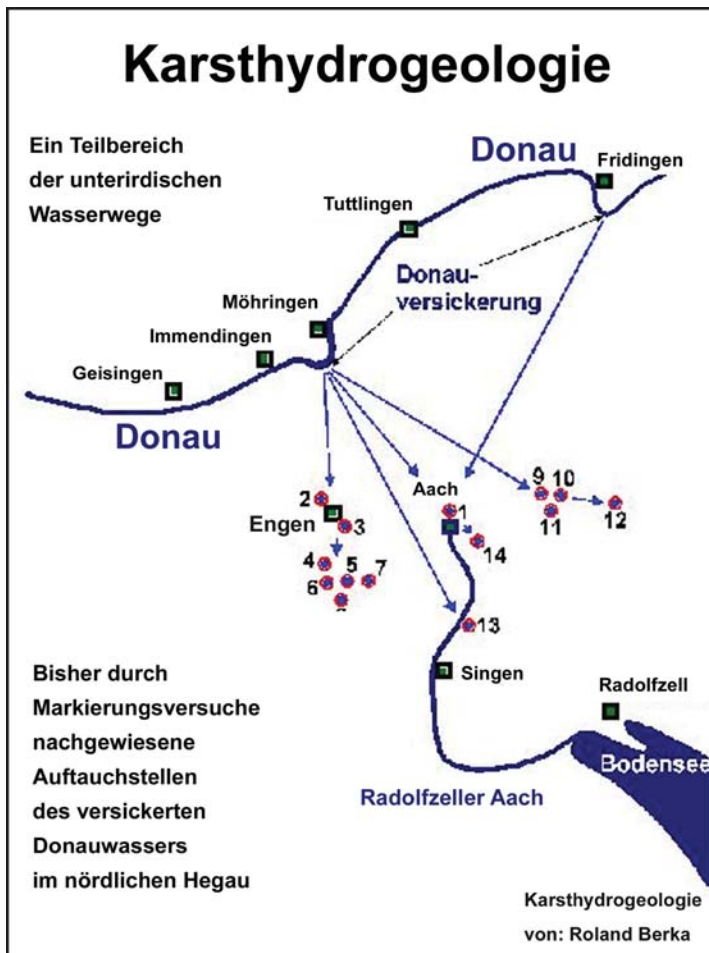 Karsthydrogeologie
Ein Teilbereich
der unterirdischen
Wasserwege
Donau
Fridingen
Tuttlingen
Donau-
versickerung
Möhringen
Immendingen
Geisingen
Donau
2
Engen
3
4
5
7
6
Aach
1
14
9
10
11
12
13
Singen
Radolfzell
Bodensee
Radolfzeller Aach
Bisher durch
Markierungsversuche
nachgewiesene
Auftauchstellen
des versickerten
Donauwassers
im nördlichen Hegau
Karsthydrogeologie
von: Roland Berka